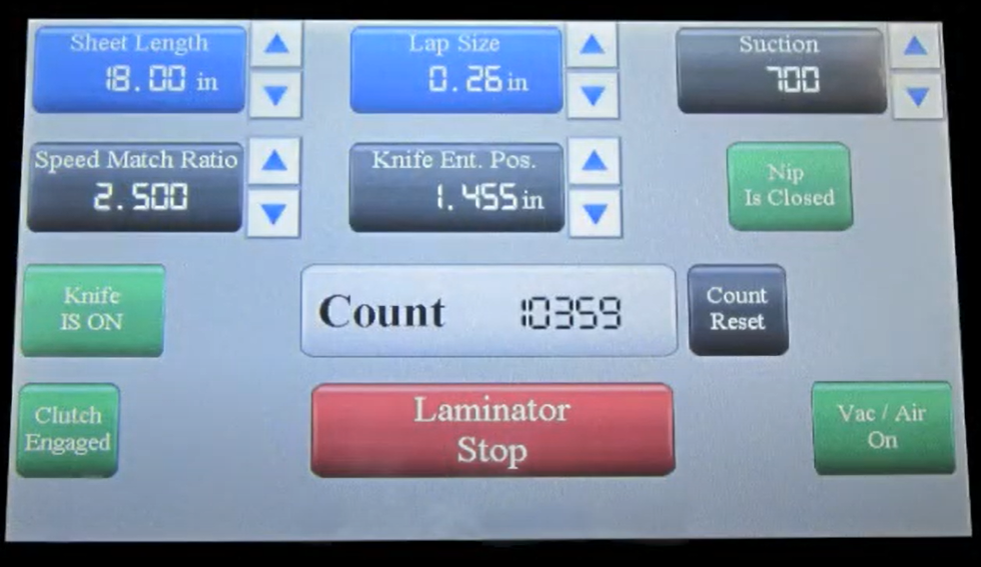 Sheet Length
18.00 in
Lap Size
0.26 in
Suction
700
Speed Match Ratio
2.500
Knife Ent. Pos.
1.455 in
Nip
Is Closed
Knife
IS ON
Count 10359
Count
Reset
Clutch
Engaged
Laminator
Stop
Vac / Air
On